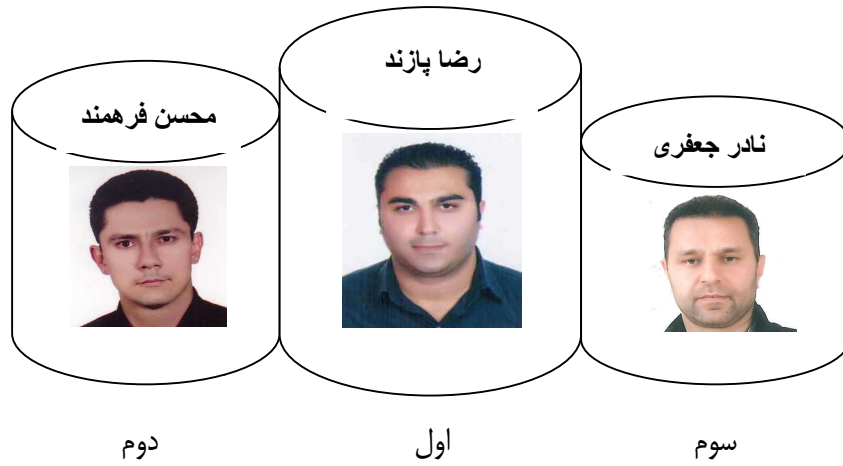 رضا پازند
محسن فرهمند
نادر جعفری
سوم
اول
دوم